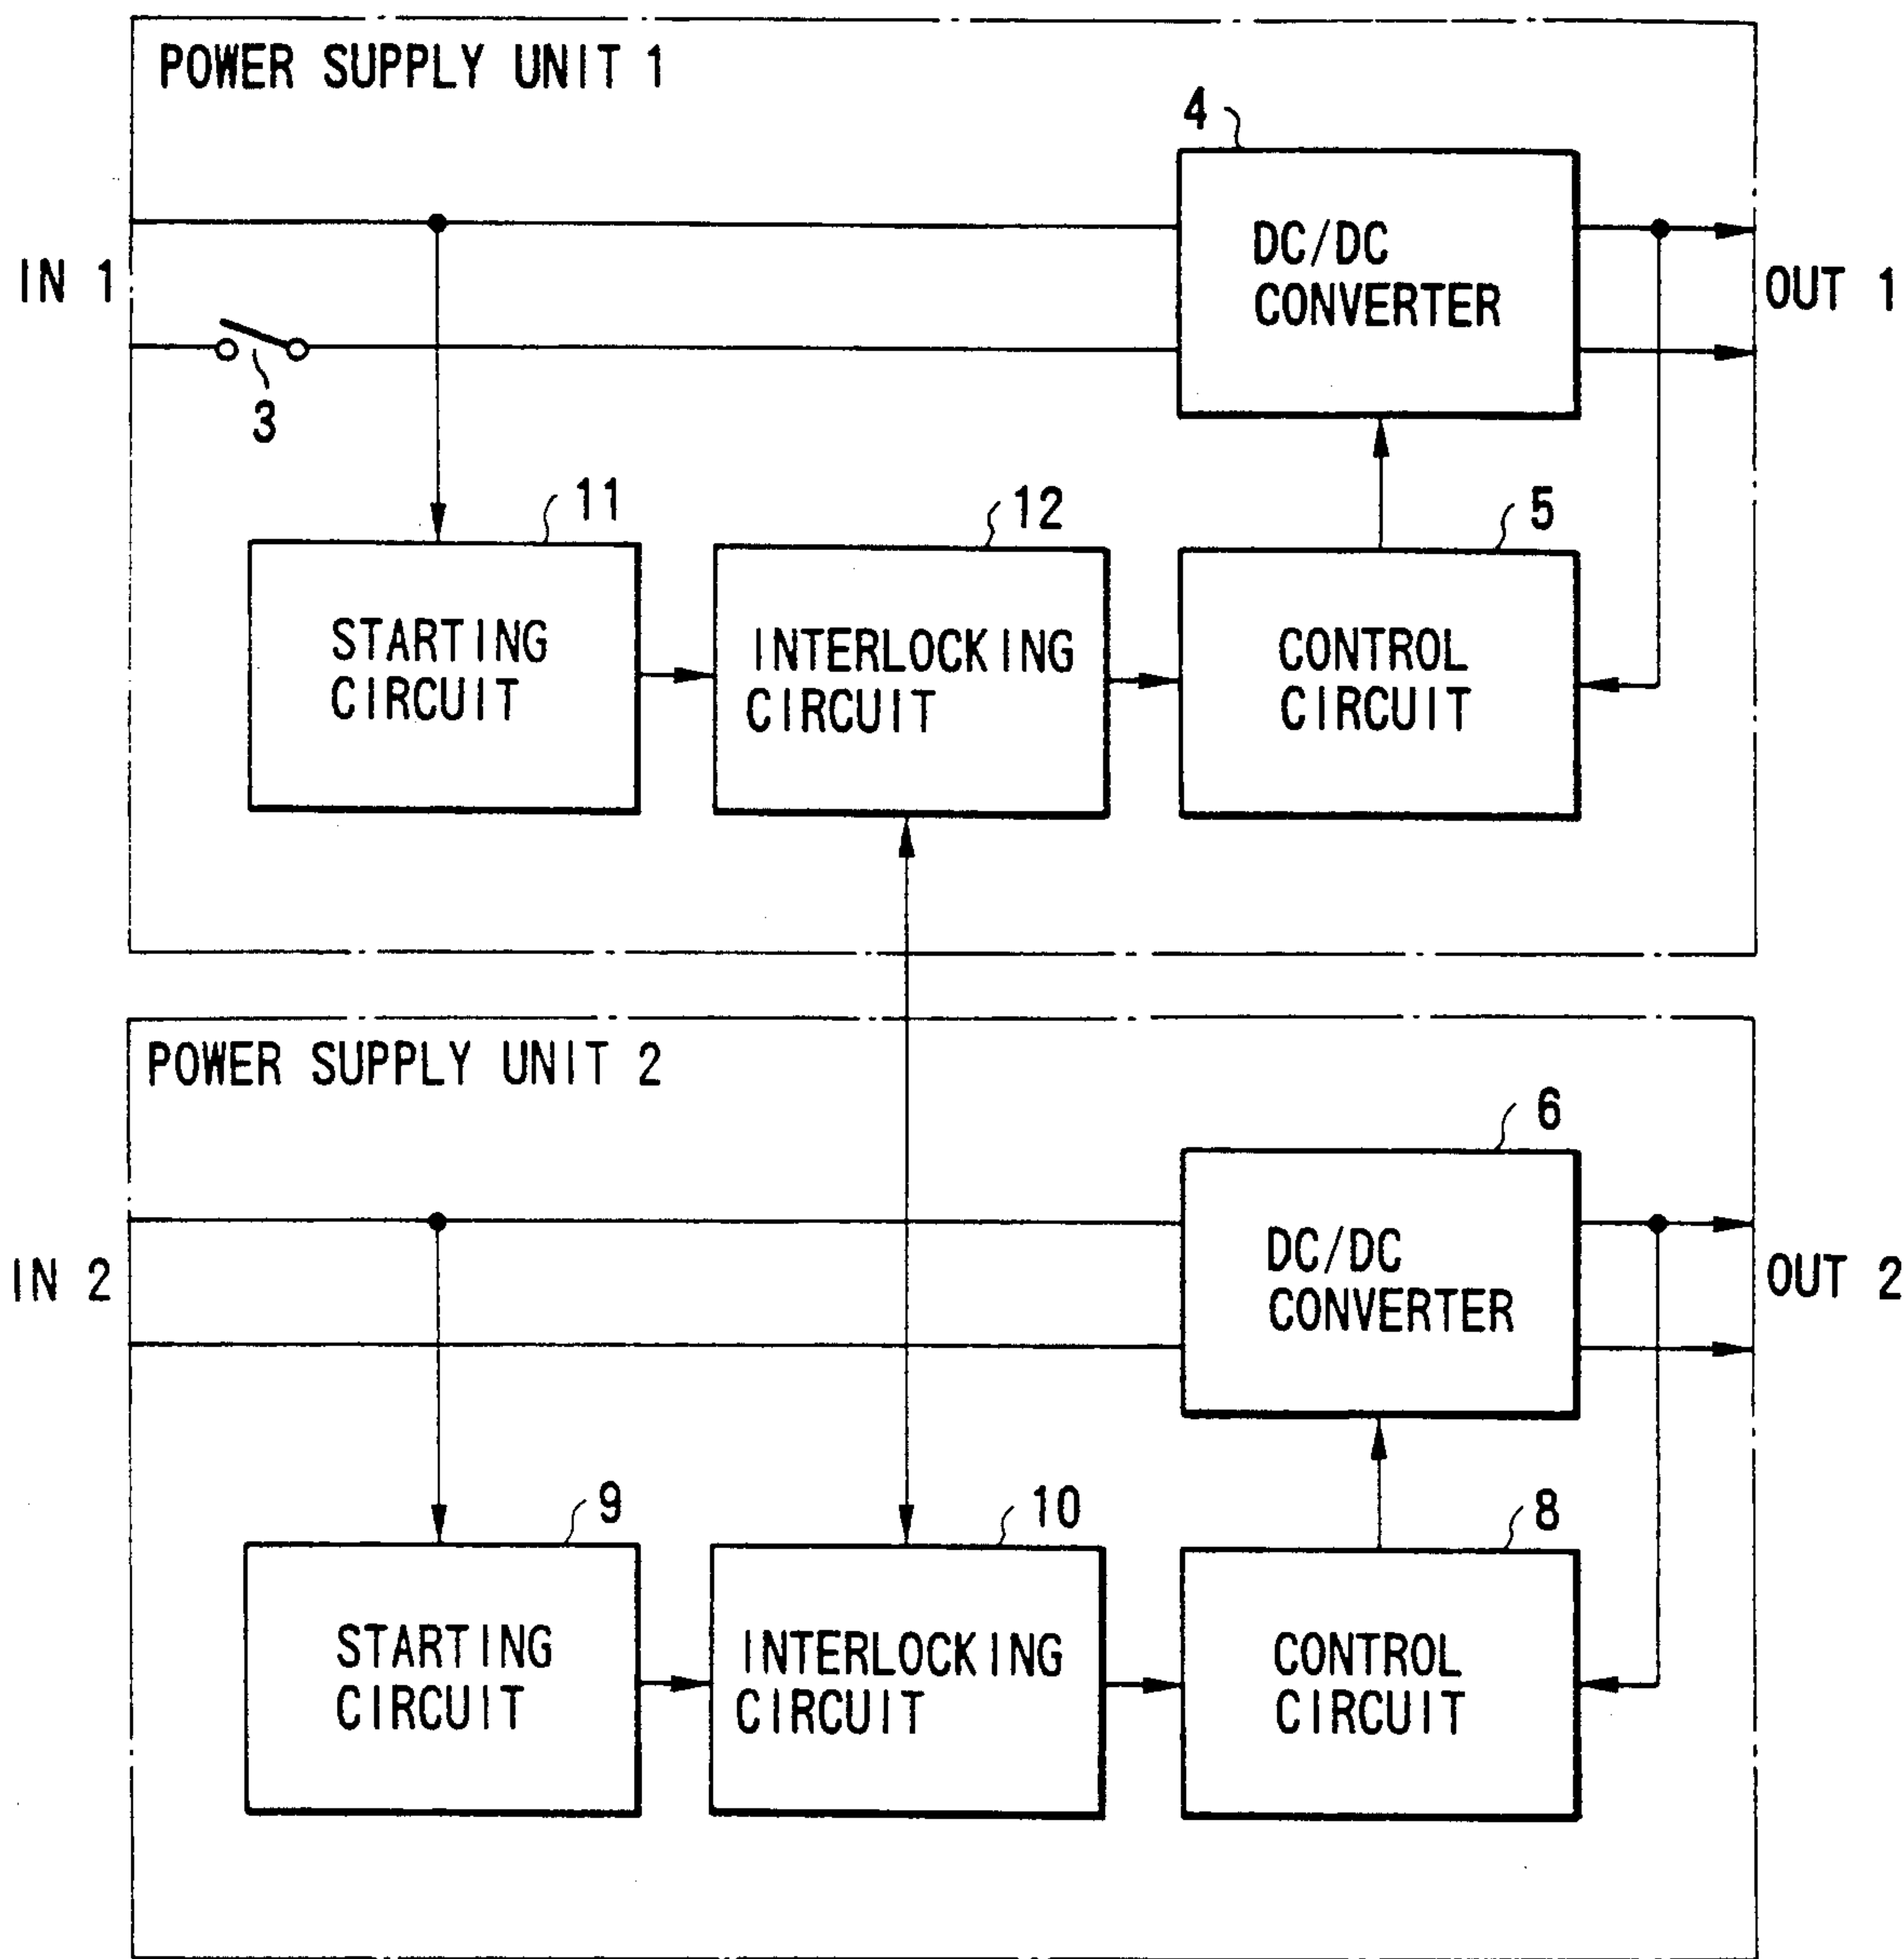 POWER SUPPLY UNIT 1
4
DC/DC
CONVERTER
IN 1
OUT 1
3
11
12
5
STARTING
CIRCUIT
INTERLOCKING
CIRCUIT
CONTROL
CIRCUIT
POWER SUPPLY UNIT 2
6
DC/DC
CONVERTER
IN 2
OUT 2
9
10
8
STARTING
CIRCUIT
INTERLOCKING
CIRCUIT
CONTROL
CIRCUIT